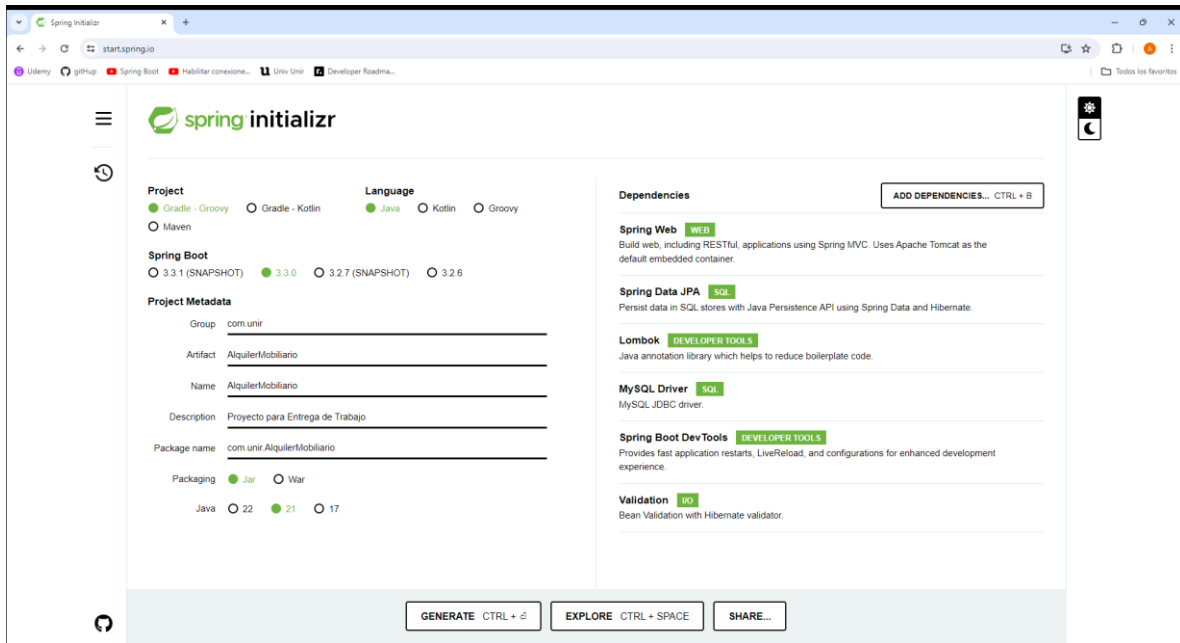 Spring Initializr
start.spring.io
Udemy gitHup Spring Boot Habilitar conexione... Univ Unir Developer Roadma... Todos los favoritos
spring initializr
Project
Gradle - Groovy Gradle - Kotlin
Maven
Language
Java Kotlin Groovy
Spring Boot
3.3.1 (SNAPSHOT) 3.3.0 3.2.7 (SNAPSHOT) 3.2.6
Project Metadata
Group com.unir
Artifact AlquilerMobiliario
Name AlquilerMobiliario
Description Proyecto para Entrega de Trabajo
Package name com.unir.AlquilerMobiliario
Packaging Jar War
Java 22 21 17
Dependencies ADD DEPENDENCIES... CTRL + B
Spring Web WEB
Build web, including RESTful, applications using Spring MVC. Uses Apache Tomcat as the
default embedded container.
Spring Data JPA SQL
Persist data in SQL stores with Java Persistence API using Spring Data and Hibernate.
Lombok DEVELOPER TOOLS
Java annotation library which helps to reduce boilerplate code.
MySQL Driver SQL
MySQL JDBC driver.
Spring Boot DevTools DEVELOPER TOOLS
Provides fast application restarts, LiveReload, and configurations for enhanced development
experience.
Validation I/O
Bean Validation with Hibernate validator.
GENERATE CTRL + ⏎ EXPLORE CTRL + SPACE SHARE...